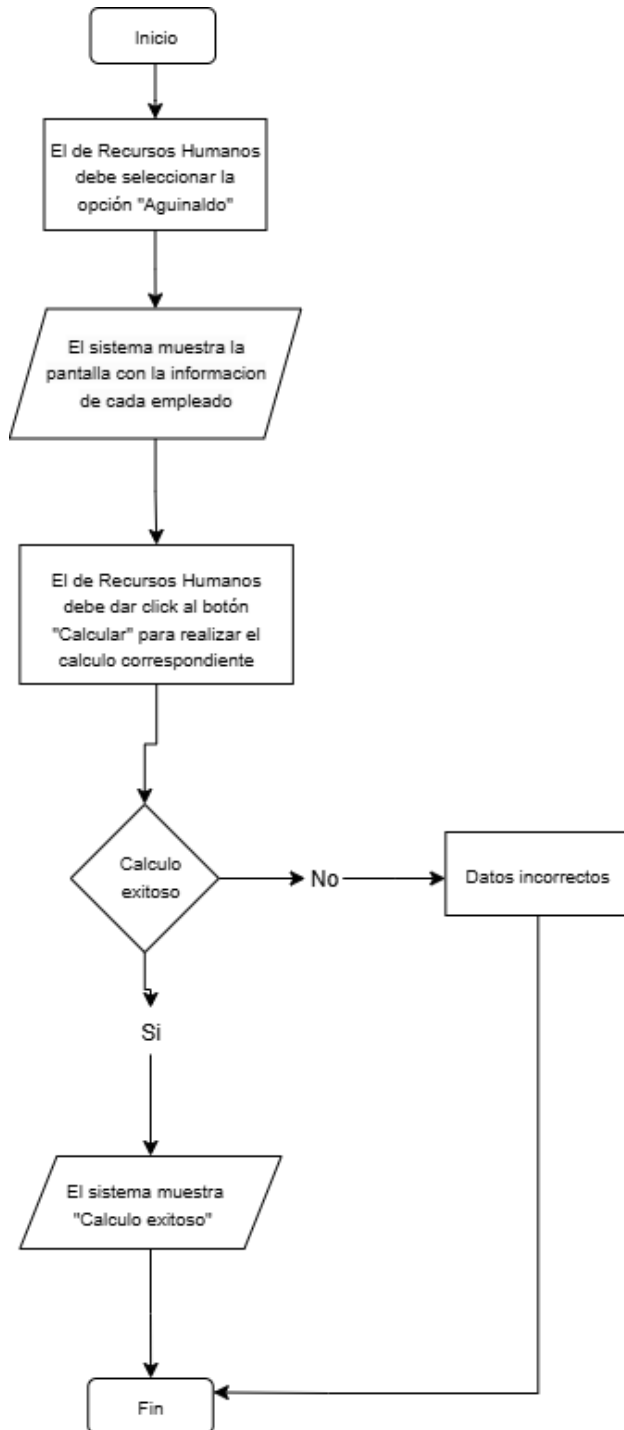 Inicio
El de Recursos Humanos
debe seleccionar la
opción "Aguinaldo"
El sistema muestra la
pantalla con la informacion
de cada empleado
El de Recursos Humanos
debe dar click al botón
"Calcular" para realizar el
calculo correspondiente
Calculo
exitoso
No
Datos incorrectos
Si
El sistema muestra
"Calculo exitoso"
Fin